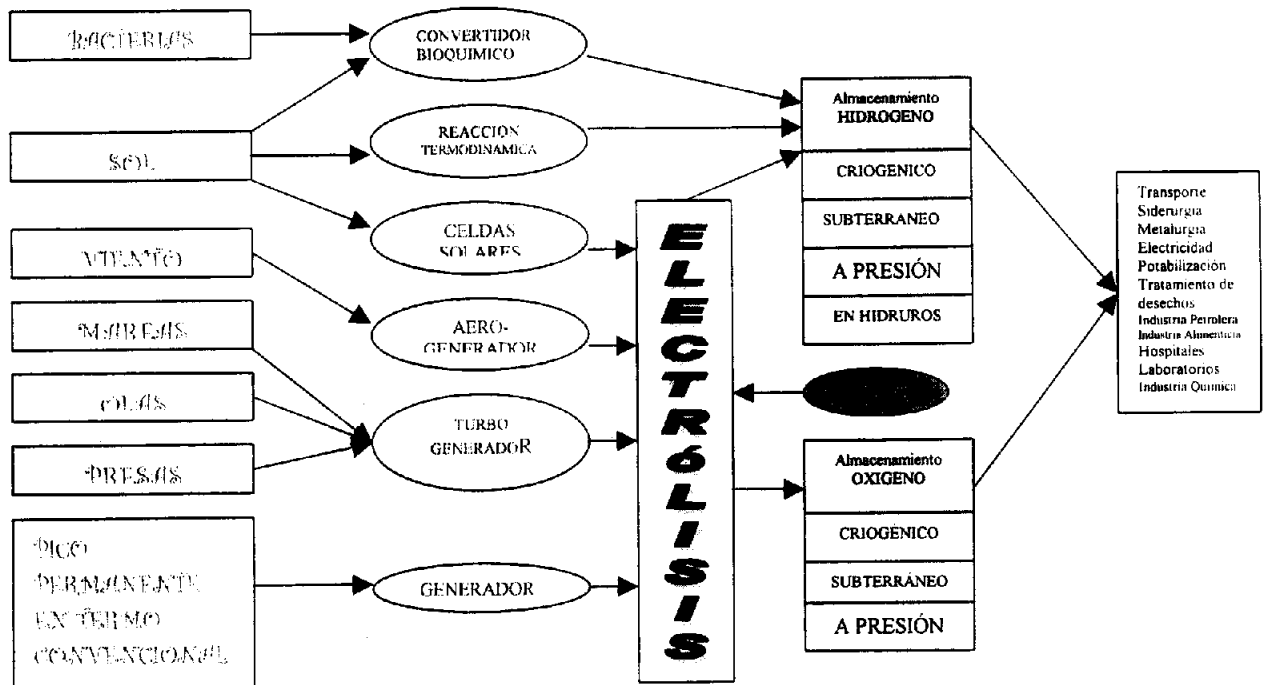 BACTERIAS
SOL
VIENTO
MAREAS
OLAS
PRESAS
PICO
PERMANENTE
EN TERMO
CONVENCIONAL
CONVERTIDOR
BIOQUIMICO
REACCION
TERMODINAMICA
CELDAS
SOLARES
AERO-
GENERADOR
TURBO
GENERADOR
GENERADOR
ELECTRÓLISIS
Almacenamiento
HIDROGENO
CRIOGENICO
SUBTERRANEO
A PRESIÓN
EN HIDRUROS
Almacenamiento
OXIGENO
CRIOGÉNICO
SUBTERRÁNEO
A PRESIÓN
Transporte
Siderurgia
Metalurgia
Electricidad
Potabilización
Tratamiento de
desechos
Industria Petrolera
Industria Alimenticia
Hospitales
Laboratorios
Industria Química